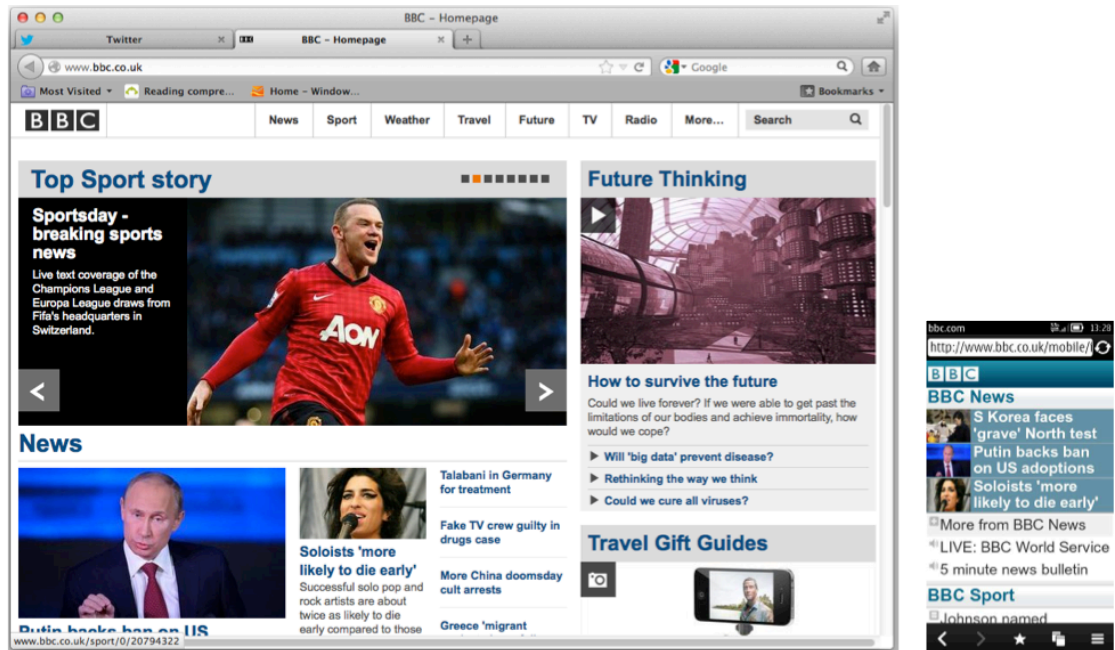 BBC – Homepage
Twitter
BBC – Homepage
www.bbc.co.uk
Google
Most Visited
Reading compre...
Home – Window...
Bookmarks
BBC
News
Sport
Weather
Travel
Future
TV
Radio
More...
Search
Top Sport story
Sportsday -
breaking sports
news
Live text coverage of the
Champions League and
Europa League draws from
Fifa's headquarters in
Switzerland.
AON
News
Putin backs ban on US
Soloists 'more
likely to die early'
Successful solo pop and
rock artists are about
twice as likely to die
early compared to those
Talabani in Germany
for treatment
Fake TV crew guilty in
drugs case
More China doomsday
cult arrests
Greece 'migrant
Future Thinking
How to survive the future
Could we live forever? If we were able to get past the
limitations of our bodies and achieve immortality, how
would we cope?
Will 'big data' prevent disease?
Rethinking the way we think
Could we cure all viruses?
Travel Gift Guides
www.bbc.co.uk/sport/0/20794322
bbc.com
13:28
http://www.bbc.co.uk/mobile/
BBC
BBC News
S Korea faces
'grave' North test
Putin backs ban
on US adoptions
Soloists 'more
likely to die early'
More from BBC News
LIVE: BBC World Service
5 minute news bulletin
BBC Sport
Johnson named